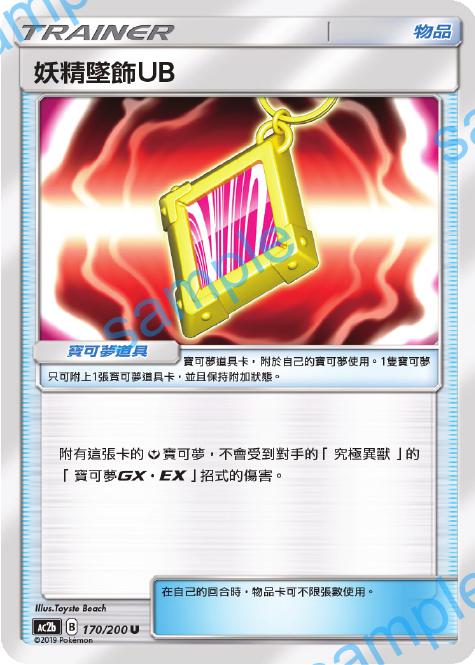 TRAINER
物品
妖精墜飾UB
sample
寶可夢道具
寶可夢道具卡，附於自己的寶可夢使用。1隻寶可夢
只可附上1張寶可夢道具卡，並且保持附加狀態。
附有這張卡的寶可夢，不會受到對手的「究極異獸」的
「寶可夢GX・EX」招式的傷害。
在自己的回合時，物品卡可不限張數使用。
Illus.Toyste Beach
AC2b B 170/200 U
©2019 Pokémon